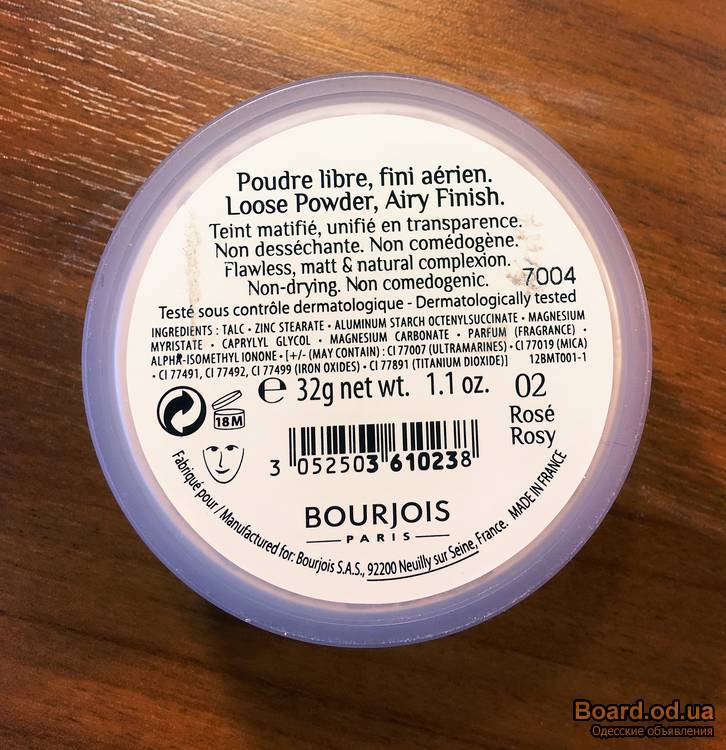 Poudre libre, fini aérien.
Loose Powder, Airy Finish.
Teint matifié, unifié en transparence.
Non desséchante. Non comédogène.
Flawless, matt & natural complexion.
Non-drying. Non comedogenic.
7004
Testé sous contrôle dermatologique - Dermatologically tested
INGREDIENTS : TALC • ZINC STEARATE • ALUMINUM STARCH OCTENYLSUCCINATE • MAGNESIUM
MYRISTATE • CAPRYLYL GLYCOL • MAGNESIUM CARBONATE • PARFUM (FRAGRANCE) •
ALPHA-ISOMETHYL IONONE • [+/- (MAY CONTAIN) : CI 77007 (ULTRAMARINES) • CI 77019 (MICA)
• CI 77491, CI 77492, CI 77499 (IRON OXIDES) • CI 77891 (TITANIUM DIOXIDE)] 12BMT001-1
18M
℮ 32g net wt. 1.1 oz. 02
Rosé
Rosy
3 052503 610238
BOURJOIS
PARIS
Fabriqué pour / Manufactured for: Bourjois S.A.S., 92200 Neuilly sur Seine, France. MADE IN FRANCE
Board.od.ua
Одесские объявления